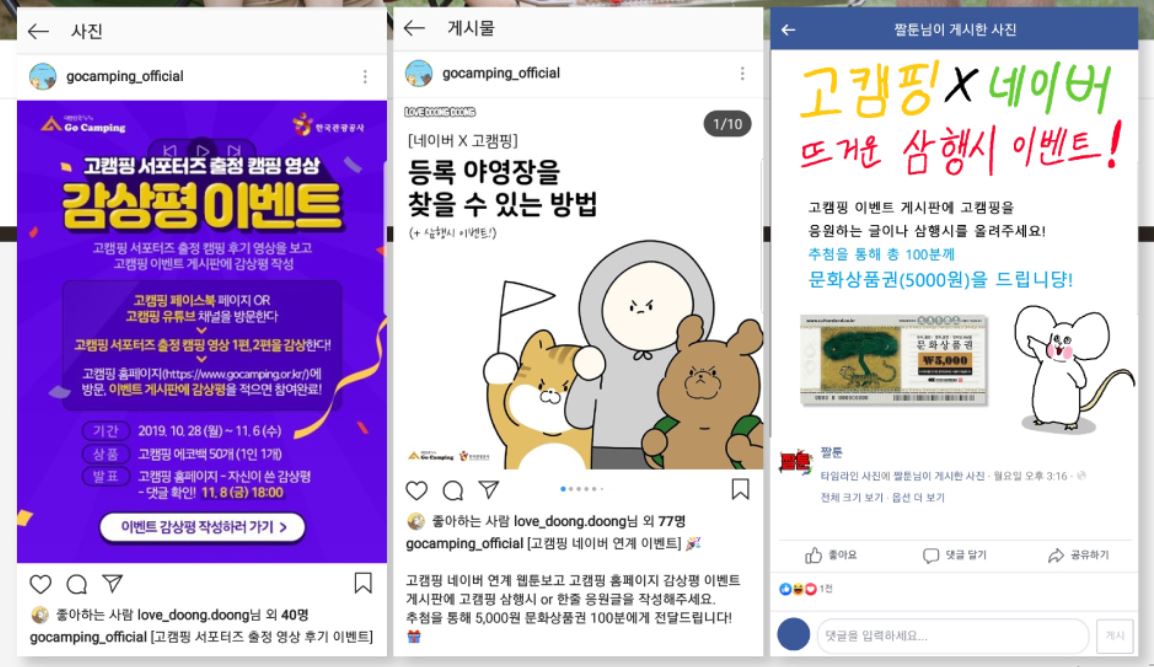 사진
gocamping_official
대한민국 누가
Go Camping
한국관광공사
고캠핑 서포터즈 출정 캠핑 영상
감상평 이벤트
고캠핑 서포터즈 출정 캠핑 후기 영상을 보고
고캠핑 이벤트 게시판에 감상평 작성
고캠핑 페이스북 페이지 OR
고캠핑 유튜브 채널을 방문한다
고캠핑 서포터즈 출정 캠핑 영상 1편,2편을 감상한다!
고캠핑 홈페이지(https://www.gocamping.or.kr/)에
방문, 이벤트 게시판에 감상평을 적으면 참여완료!
기간 2019. 10. 28 (월) ~ 11. 6 (수)
상품 고캠핑 에코백 50개 (1인 1개)
발표 고캠핑 홈페이지 - 자신이 쓴 감상평
- 댓글 확인! 11. 8 (금) 18:00
이벤트 감상평 작성하러 가기 >
좋아하는 사람 love_doong.doong님 외 40명
gocamping_official [고캠핑 서포터즈 출정 영상 후기 이벤트]
게시물
gocamping_official
LOVE DOONG DOONG
1/10
[네이버 X 고캠핑]
등록 야영장을
찾을 수 있는 방법
(+ 삼행시 이벤트!)
Go Camping
한국관광공사
좋아하는 사람 love_doong.doong님 외 77명
gocamping_official [고캠핑 네이버 연계 이벤트] 🎉
고캠핑 네이버 연계 웹툰보고 고캠핑 홈페이지 감상평 이벤트
게시판에 고캠핑 삼행시 or 한줄 응원글을 작성해주세요.
추첨을 통해 5,000원 문화상품권 100분에게 전달드립니다!
🎁
짤툰님이 게시한 사진
고캠핑 X 네이버
뜨거운 삼행시 이벤트!
고캠핑 이벤트 게시판에 고캠핑을
응원하는 글이나 삼행시를 올려주세요!
추첨을 통해 총 100분께
문화상품권(5000원)을 드립니댱!
문화상품권
₩5,000
짤툰
짤툰
타임라인 사진에 짤툰님이 게시한 사진 · 월요일 오후 3:16 ·
전체 크기 보기 · 옵션 더 보기
좋아요 댓글 달기 공유하기
1천
댓글을 입력하세요... 게시